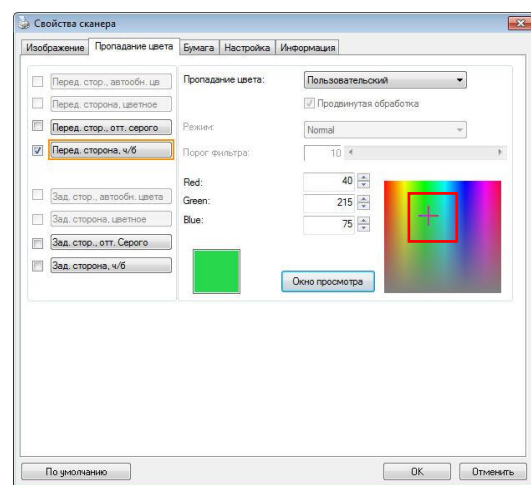 Свойства сканера
Изображение Пропадание цвета Бумага Настройка Информация
Перед. стор., автообн. цв
Перед. сторона, цветное
Перед. стор., отт. серого
Перед. сторона, ч/б
Зад. стор., автообн. цвета
Зад. сторона, цветное
Зад. стор., отт. Серого
Зад. сторона, ч/б
Пропадание цвета: Пользовательский
Продвинутая обработка
Режим: Normal
Порог фильтра: 10
Red: 40
Green: 215
Blue: 75
Окно просмотра
По умолчанию OK Отменить